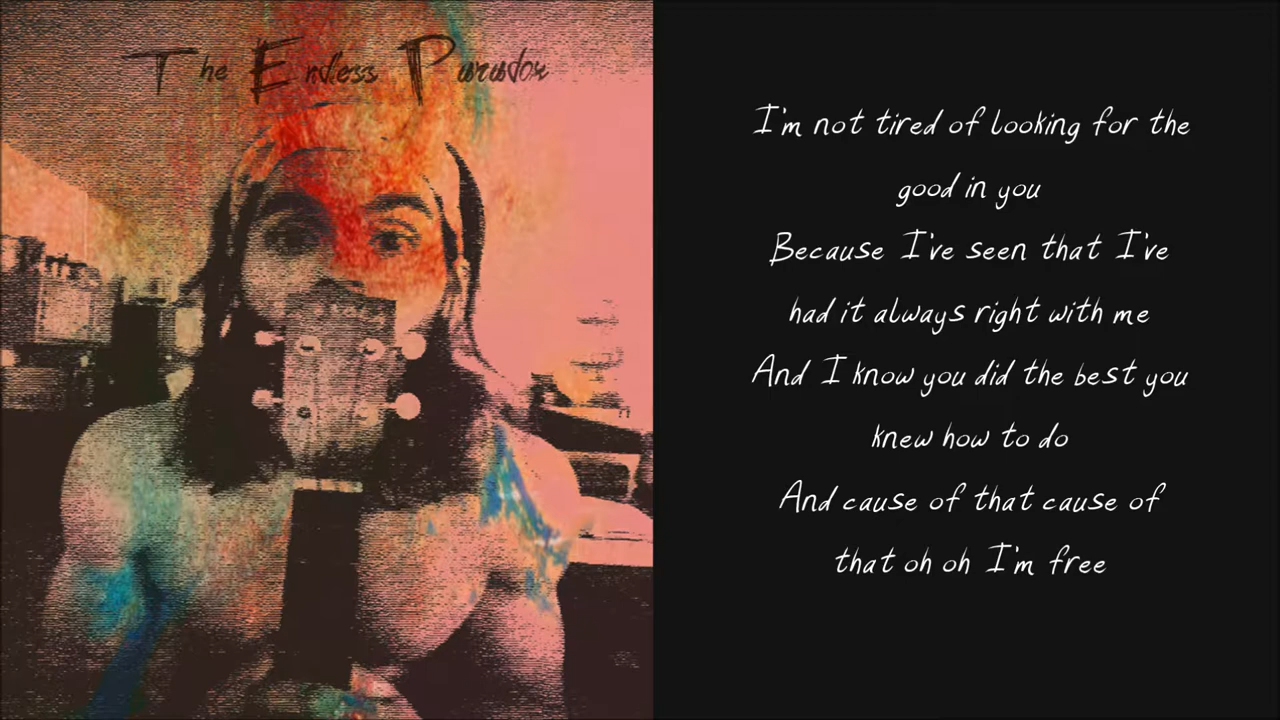 The Endless Paradox
I'm not tired of looking for the
good in you
Because I've seen that I've
had it always right with me
And I know you did the best you
knew how to do
And cause of that cause of
that oh oh I'm free